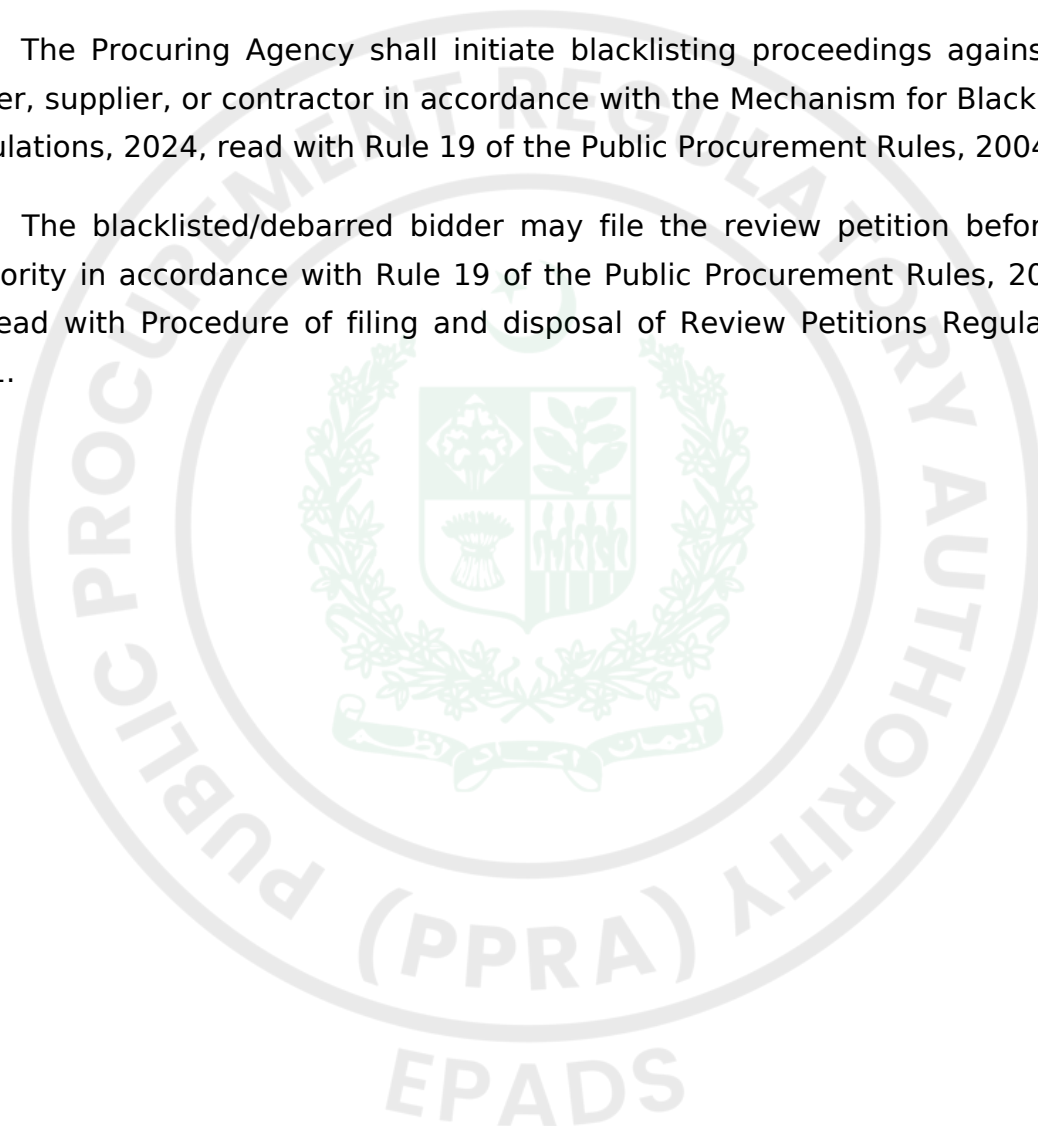 The Procuring Agency shall initiate blacklisting proceedings agains
er, supplier, or contractor in accordance with the Mechanism for Black
ulations, 2024, read with Rule 19 of the Public Procurement Rules, 2004
The blacklisted/debarred bidder may file the review petition befor
ority in accordance with Rule 19 of the Public Procurement Rules, 20
ead with Procedure of filing and disposal of Review Petitions Regula
PUBLIC PROCUREMENT REGULATORY AUTHORITY
(PPRA)
EPADS